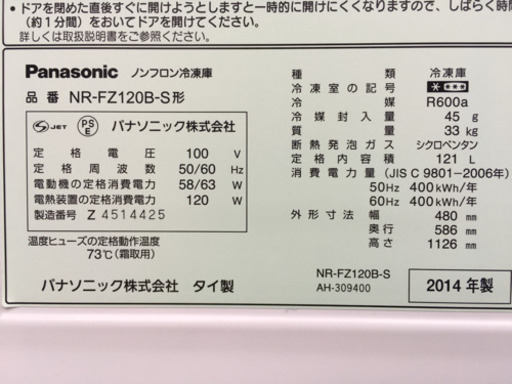 ・ドアを閉めた直後すぐに開けようとしますと一時的に開けにくくなりますので、しばらく時間
(約1分間)をおいてドアを開けてください。
詳しくは取扱説明書をご参照ください。
Panasonic ノンフロン冷凍庫
品番 NR-FZ120B-S形
S JET PSE パナソニック株式会社
定格電圧 100 V
定格周波数 50/60 Hz
電動機の定格消費電力 58/63 W
電熱装置の定格消費電力 120 W
製造番号 Z 4514425
温度ヒューズの定格動作温度
73℃(霜取用)
パナソニック株式会社 タイ製
種類 冷凍庫
冷凍室の記号 * ***
冷媒 R600a
冷媒封入量 45 g
質量 33 kg
断熱発泡ガス シクロペンタン
定格内容積 121 L
消費電力量 (JIS C 9801-2006年)
50Hz 400 kWh/年
60Hz 400 kWh/年
外形寸法 幅 480 mm
奥行 586 mm
高さ 1126 mm
NR-FZ120B-S
AH-309400
2014 年製